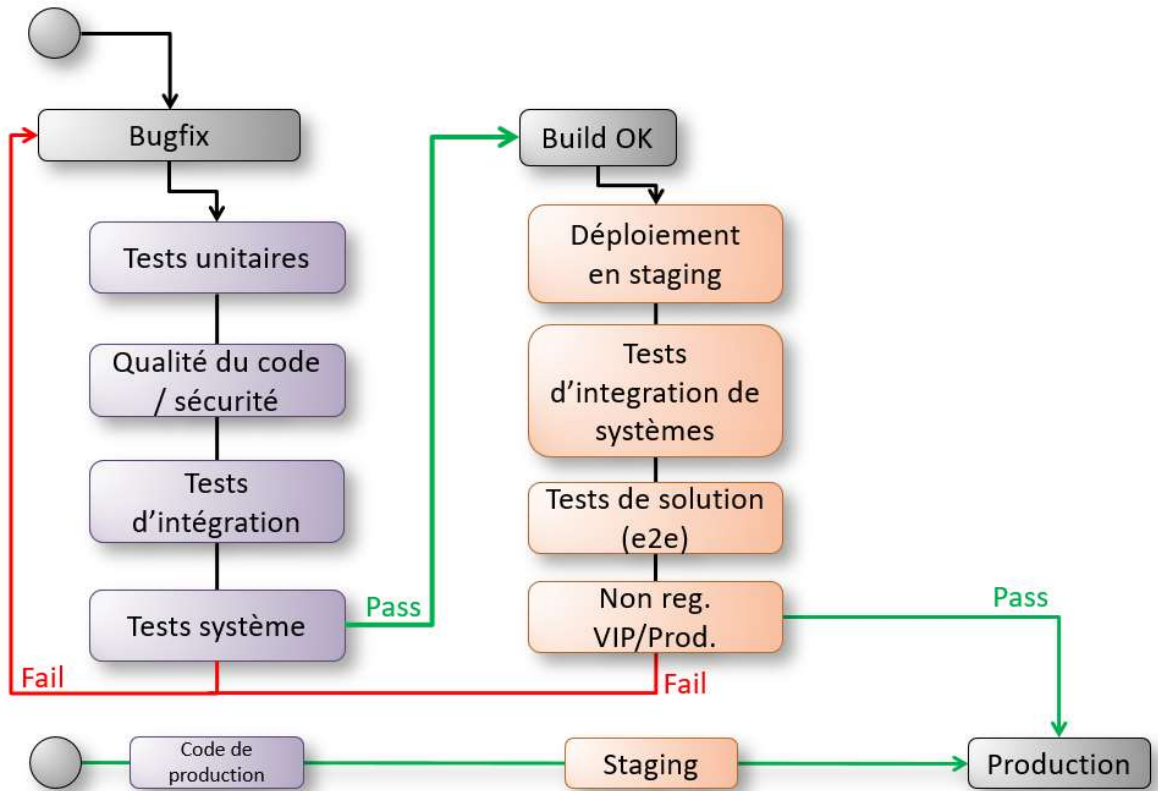 Bugfix
Tests unitaires
Qualité du code
/ sécurité
Tests
d’intégration
Tests système
Pass
Fail
Build OK
Déploiement
en staging
Tests
d’integration de
systèmes
Tests de solution
(e2e)
Non reg.
VIP/Prod.
Pass
Fail
Code de
production
Staging
Production